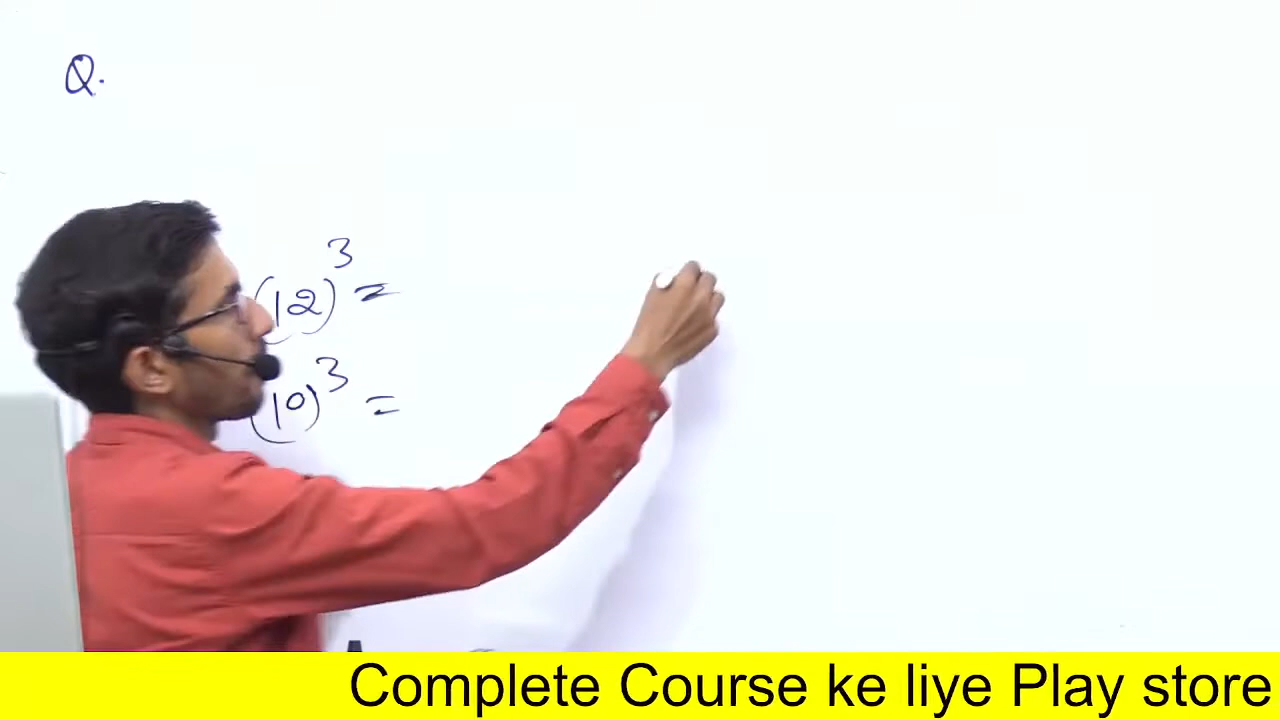 Q.
(12)³ =
(10)³ =
Complete Course ke liye Play store